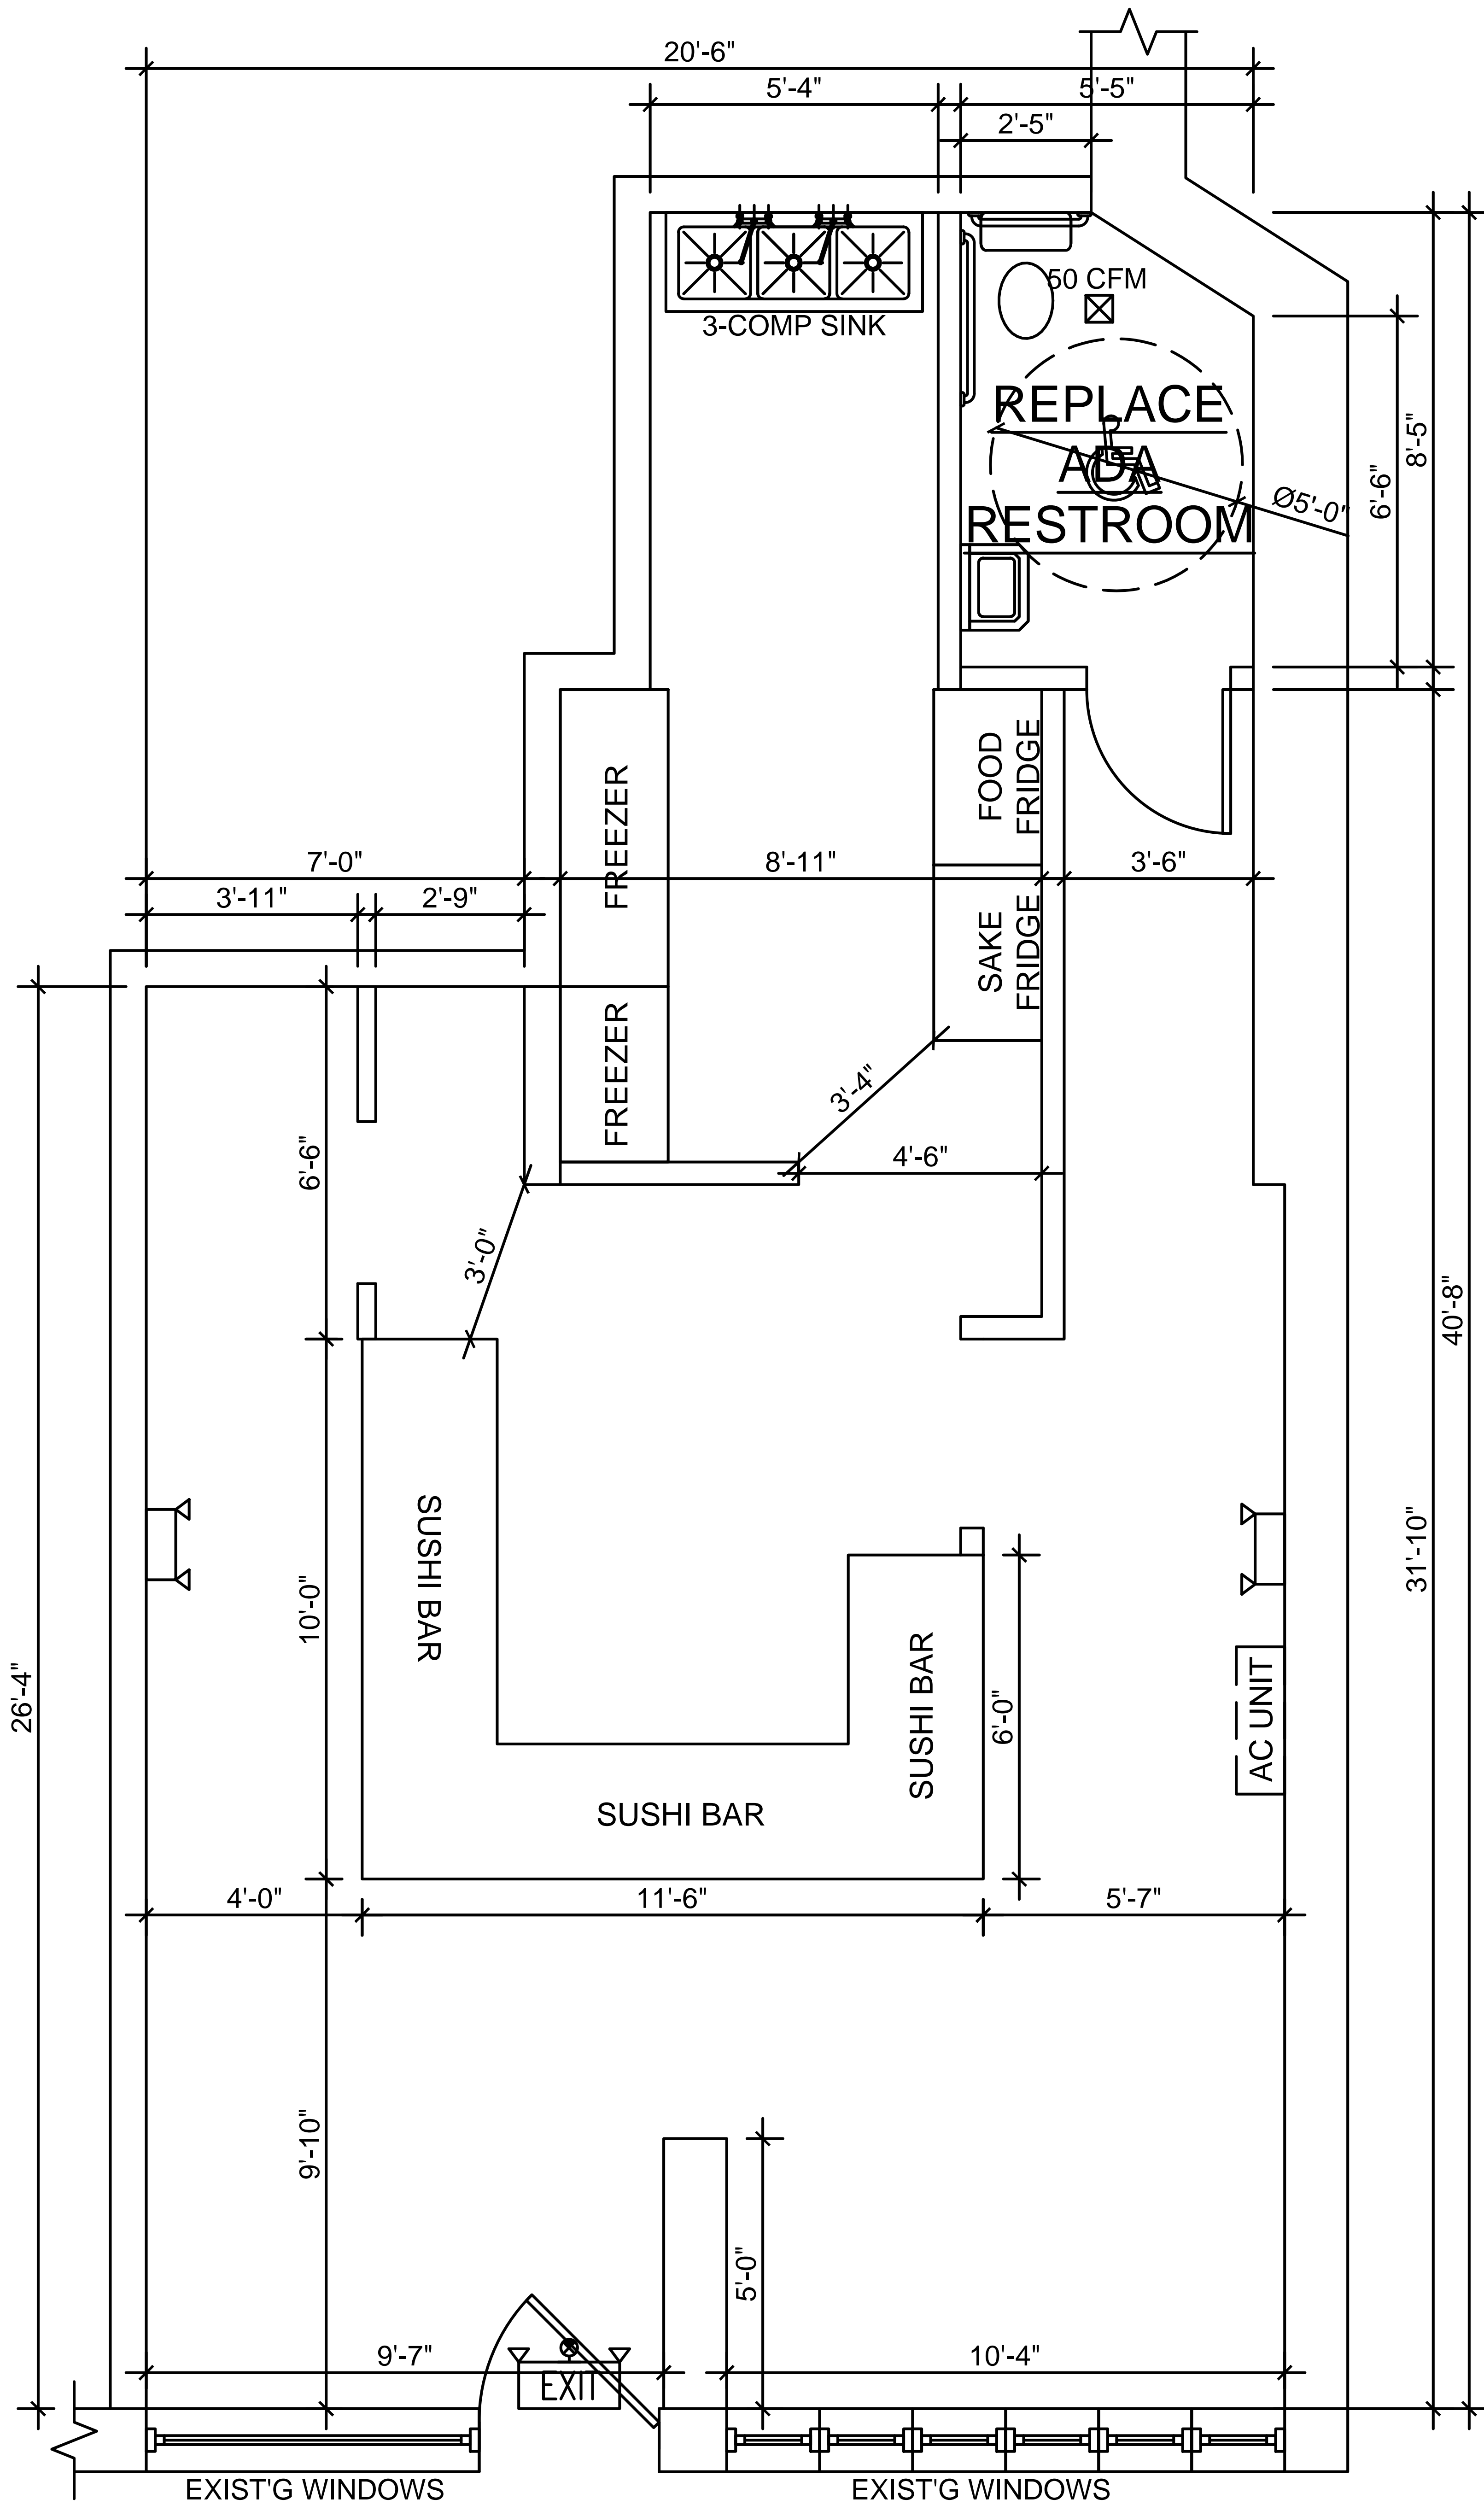 20'-6"
5'-4"
5'-5"
2'-5"
50 CFM
3-COMP SINK
REPLACE
ADA
RESTROOM
Ø5'-0"
6'-6"
8'-5"
FREEZER
FOOD
FRIDGE
7'-0"
8'-11"
3'-6"
3'-11"
2'-9"
SAKE
FRIDGE
FREEZER
3'-4"
4'-6"
6'-6"
3'-0"
40'-8"
31'-10"
SUSHI BAR
10'-0"
26'-4"
SUSHI BAR
6'-0"
AC UNIT
SUSHI BAR
4'-0"
11'-6"
5'-7"
9'-10"
5'-0"
9'-7"
10'-4"
EXIT
EXIST'G WINDOWS
EXIST'G WINDOWS